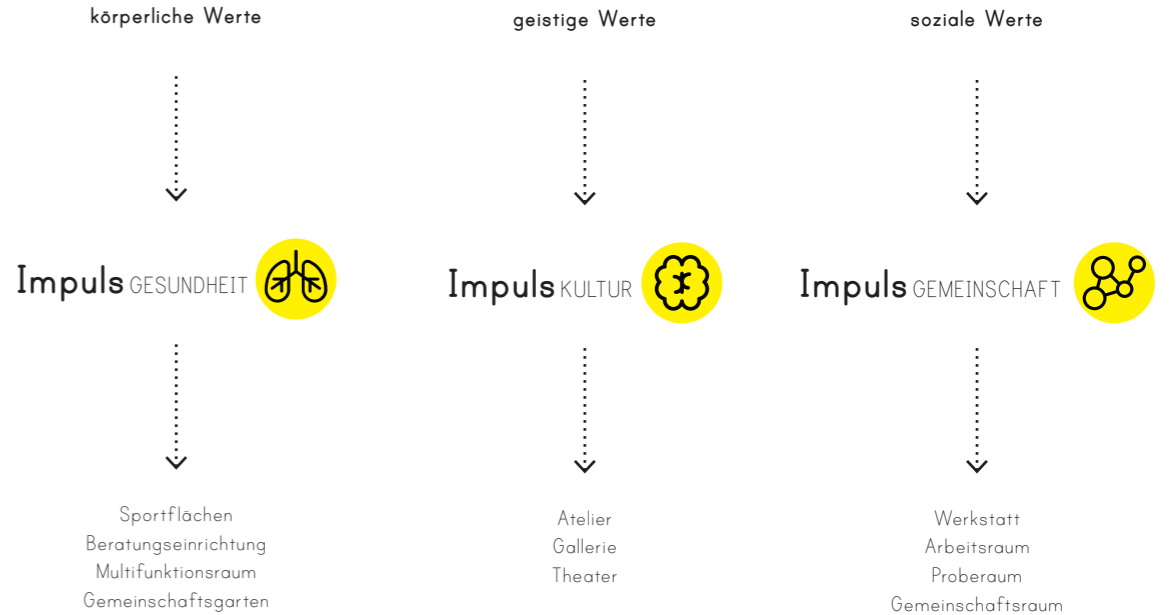 körperliche Werte
geistige Werte
soziale Werte
Impuls GESUNDHEIT
Impuls KULTUR
Impuls GEMEINSCHAFT
Sportflächen
Beratungseinrichtung
Multifunktionsraum
Gemeinschaftsgarten
Atelier
Gallerie
Theater
Werkstatt
Arbeitsraum
Proberaum
Gemeinschaftsraum